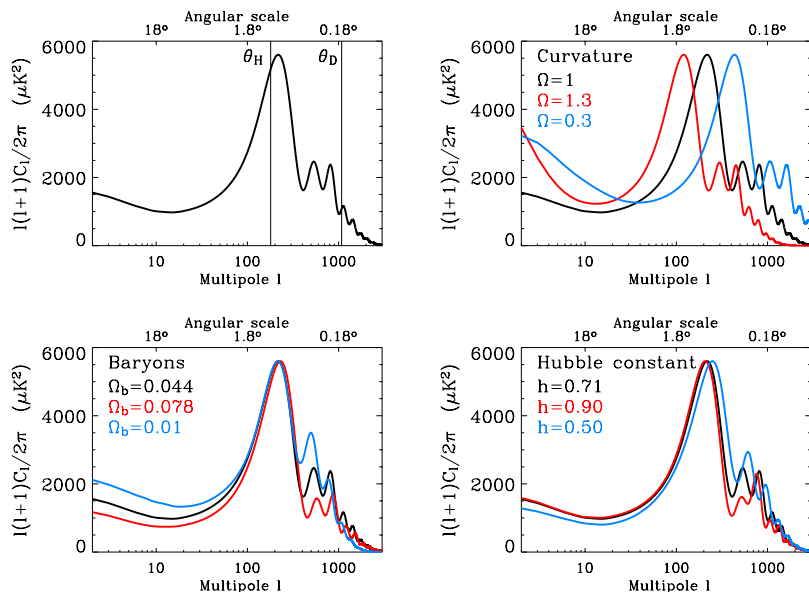 Angular scale
18° 1.8° 0.18°
θH θD
6000
4000
2000
0
l(l+1)Cl/2π (μK²)
10 100 1000
Multipole l
Angular scale
18° 1.8° 0.18°
Curvature
Ω=1
Ω=1.3
Ω=0.3
6000
4000
2000
0
l(l+1)Cl/2π (μK²)
10 100 1000
Multipole l
Angular scale
18° 1.8° 0.18°
Baryons
Ωb=0.044
Ωb=0.078
Ωb=0.01
6000
4000
2000
0
l(l+1)Cl/2π (μK²)
10 100 1000
Multipole l
Angular scale
18° 1.8° 0.18°
Hubble constant
h=0.71
h=0.90
h=0.50
6000
4000
2000
0
l(l+1)Cl/2π (μK²)
10 100 1000
Multipole l